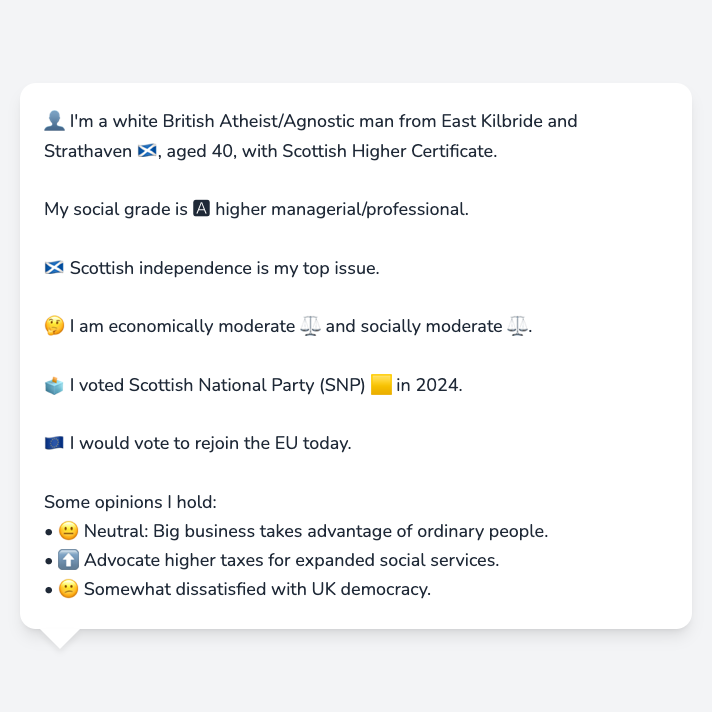 👤 I'm a white British Atheist/Agnostic man from East Kilbride and
Strathaven 🏴󠁧󠁢󠁳󠁣󠁴󠁿, aged 40, with Scottish Higher Certificate.
My social grade is 🅰 higher managerial/professional.
🏴󠁧󠁢󠁳󠁣󠁴󠁿 Scottish independence is my top issue.
🤔 I am economically moderate ⚖️ and socially moderate ⚖️.
🗳️ I voted Scottish National Party (SNP) 🟨 in 2024.
🇪🇺 I would vote to rejoin the EU today.
Some opinions I hold:
• 😐 Neutral: Big business takes advantage of ordinary people.
• ⬆️ Advocate higher taxes for expanded social services.
• 😕 Somewhat dissatisfied with UK democracy.